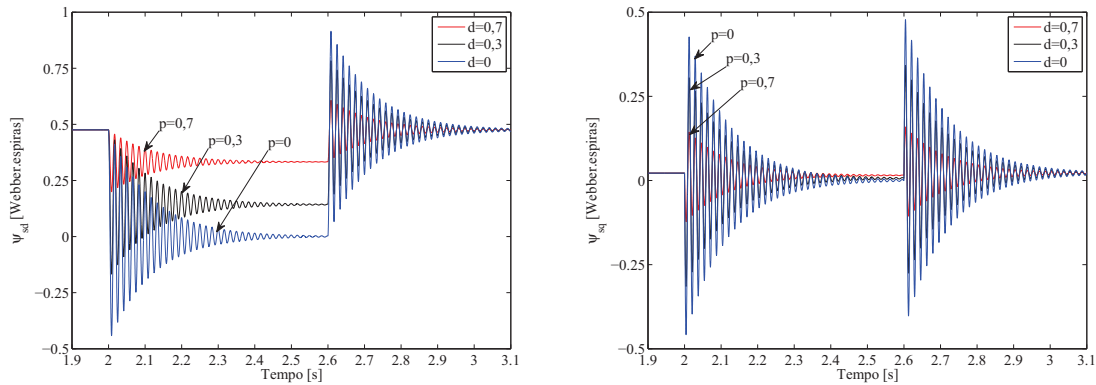 1
0.75
0.5
0.25
0
−0.25
−0.5
Ψsd [Webber.espiras]
1.9 2 2.1 2.2 2.3 2.4 2.5 2.6 2.7 2.8 2.9 3 3.1
Tempo [s]
d=0,7
d=0,3
d=0
p=0,7
p=0,3
p=0
0.5
0.25
0
−0.25
−0.5
Ψsq [Webber.espiras]
1.9 2 2.1 2.2 2.3 2.4 2.5 2.6 2.7 2.8 2.9 3 3.1
Tempo [s]
d=0,7
d=0,3
d=0
p=0
p=0,3
p=0,7